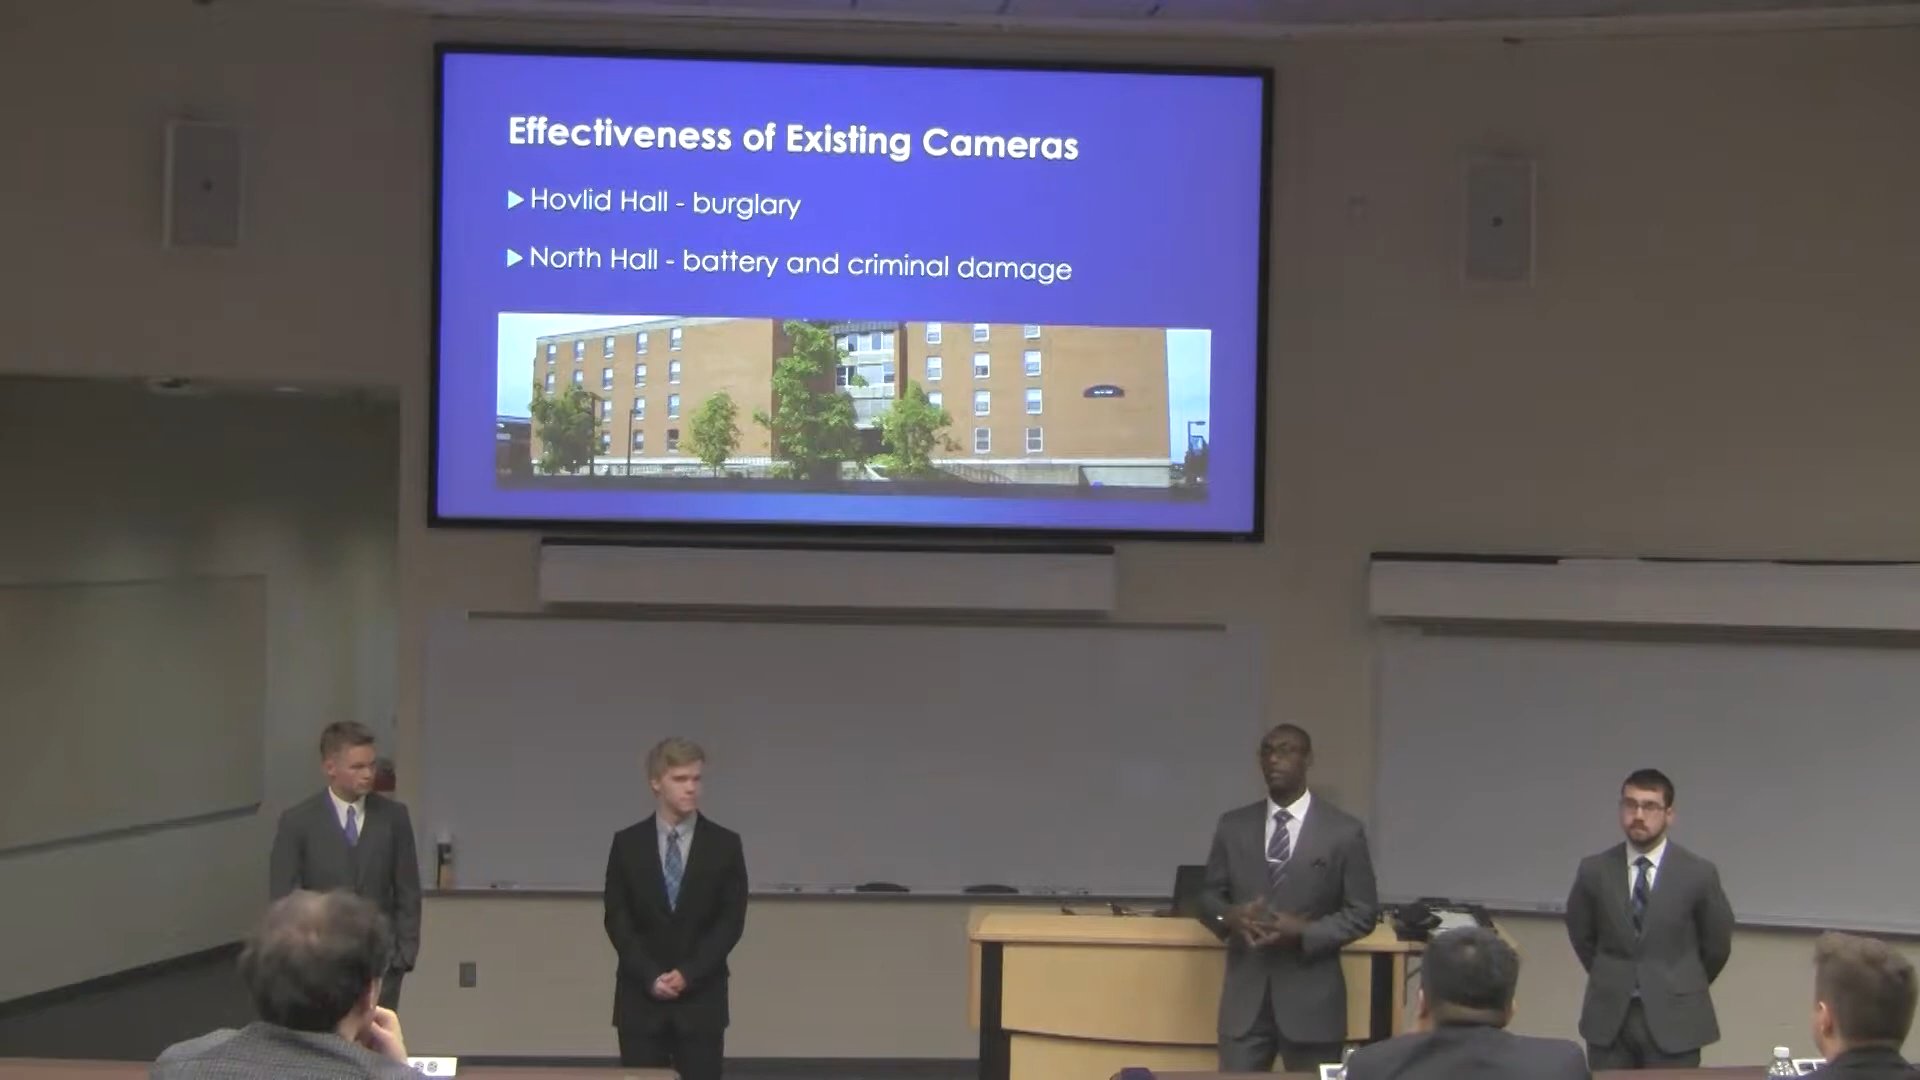 Effectiveness of Existing Cameras
Hovlid Hall - burglary
North Hall - battery and criminal damage